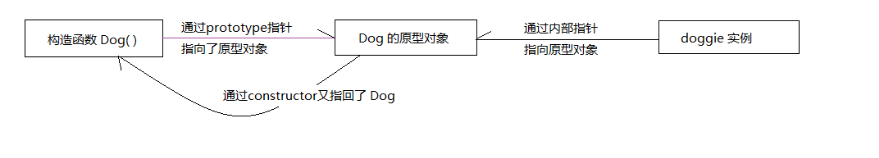 构造函数 Dog( )
通过prototype指针
指向了原型对象
Dog 的原型对象
通过内部指针
指向原型对象
doggie 实例
通过constructor又指回了 Dog